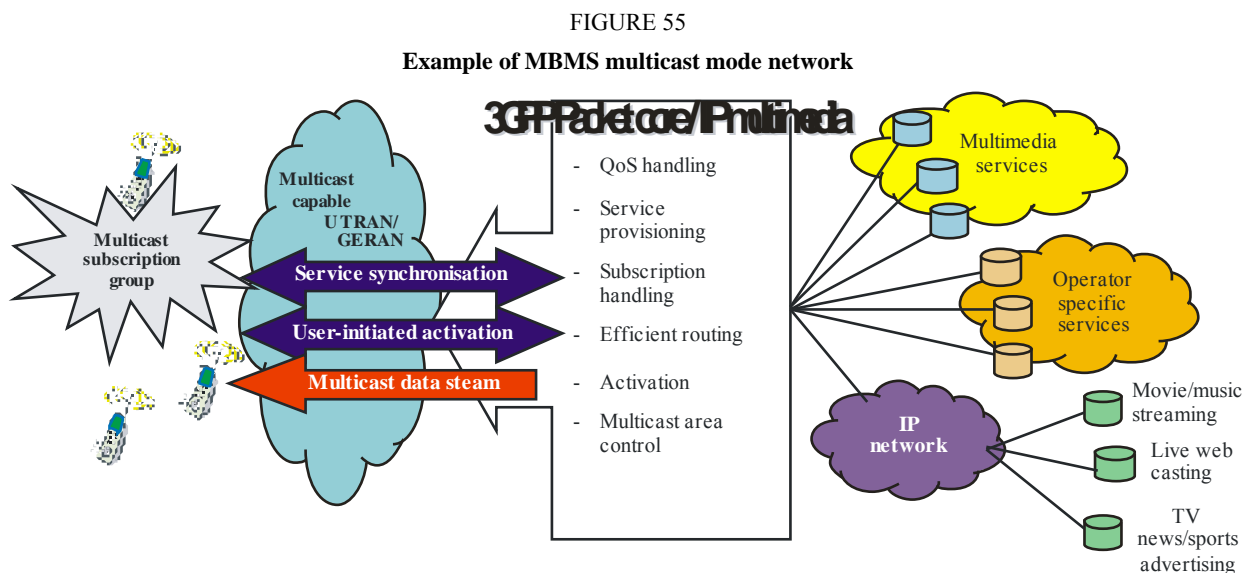 FIGURE 55
Example of MBMS multicast mode network
3GPP Packet core/IP multimedia
Multicast
subscription
group
Multicast
capable
UTRAN/
GERAN
Service synchronisation
User-initiated activation
Multicast data steam
- QoS handling
- Service
provisioning
- Subscription
handling
- Efficient routing
- Activation
- Multicast area
control
Multimedia
services
Operator
specific
services
IP
network
Movie/music
streaming
Live web
casting
TV
news/sports
advertising